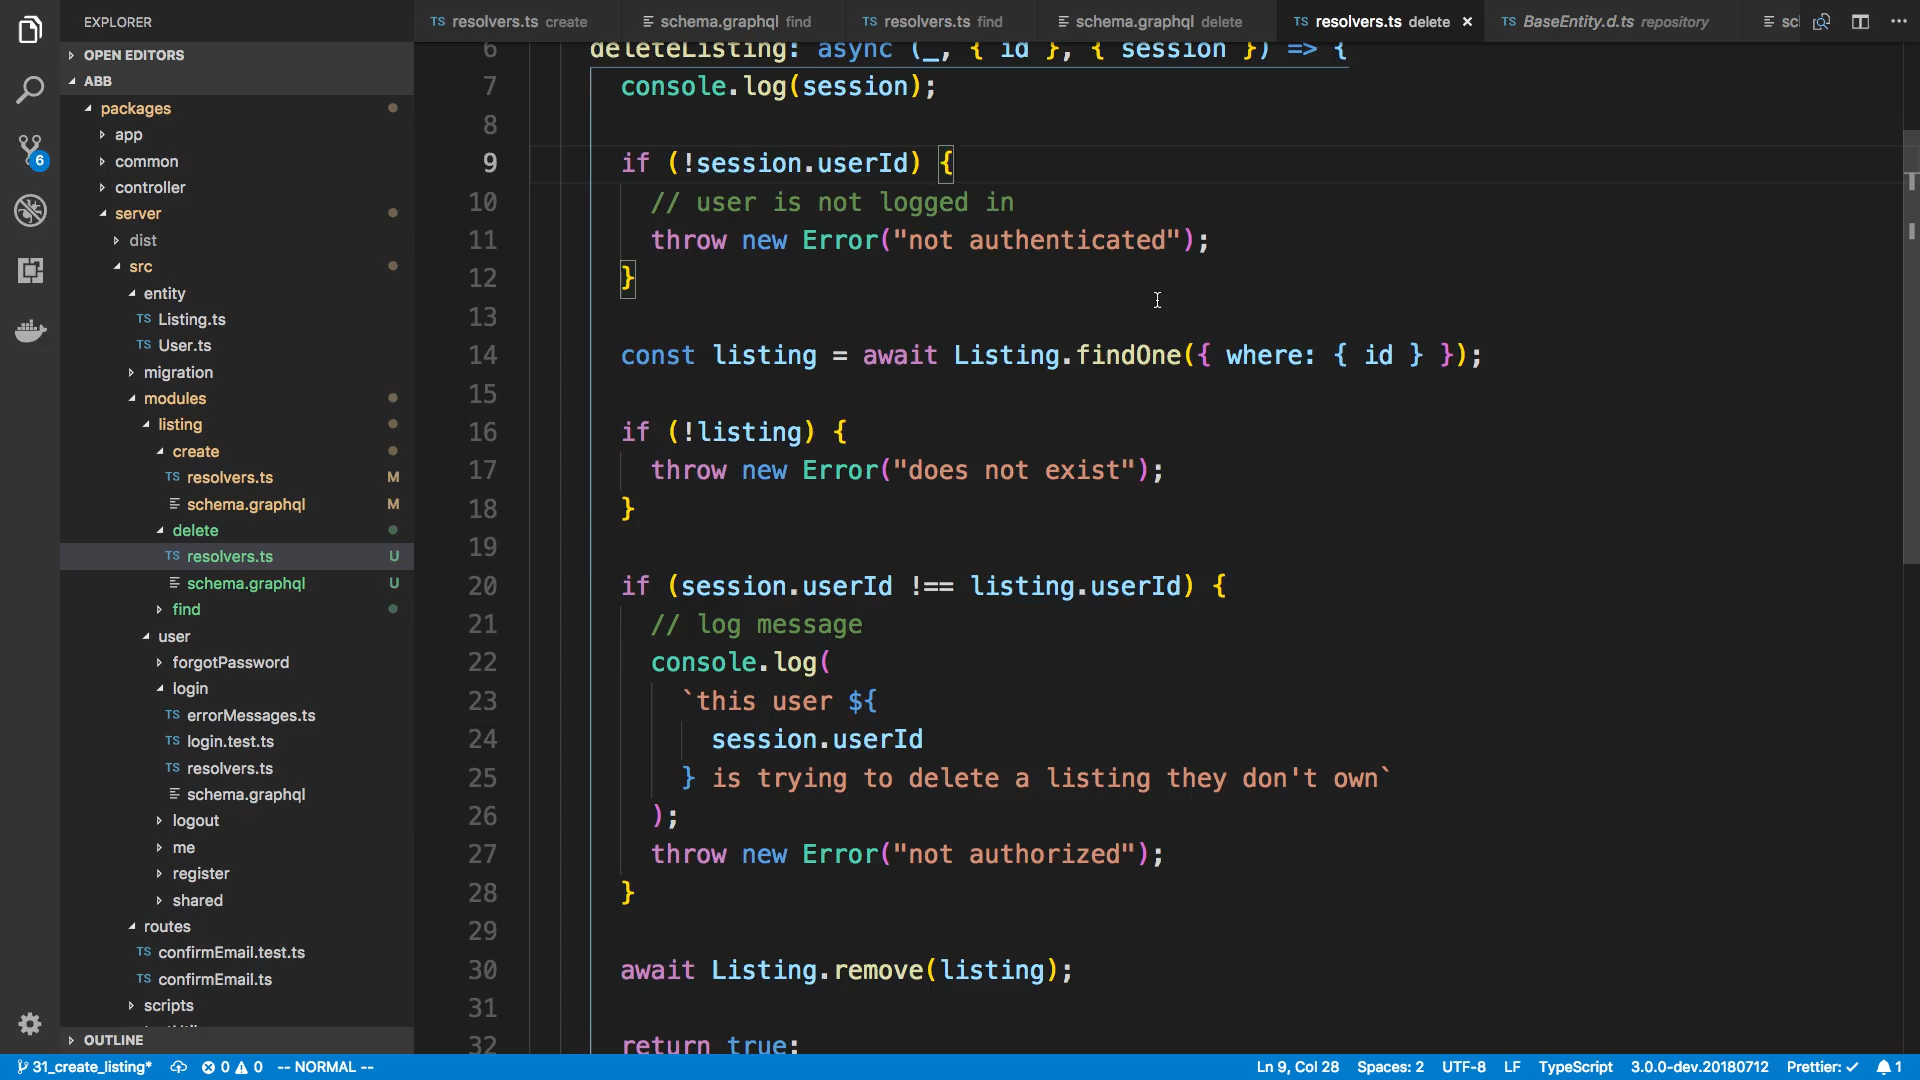 EXPLORER
OPEN EDITORS
ABB
packages
app
common
controller
server
dist
src
entity
TS Listing.ts
TS User.ts
migration
modules
listing
create
TS resolvers.ts M
schema.graphql M
delete
TS resolvers.ts U
schema.graphql U
find
user
forgotPassword
login
TS errorMessages.ts
TS login.test.ts
TS resolvers.ts
schema.graphql
logout
me
register
shared
routes
TS confirmEmail.test.ts
TS confirmEmail.ts
scripts
OUTLINE
6
TS resolvers.ts create
schema.graphql find
TS resolvers.ts find
schema.graphql delete
TS resolvers.ts delete ×
TS BaseEntity.d.ts repository
6 deleteListing: async (_, { id }, { session }) => {
7 console.log(session);
8
9 if (!session.userId) {
10 // user is not logged in
11 throw new Error("not authenticated");
12 }
13
14 const listing = await Listing.findOne({ where: { id } });
15
16 if (!listing) {
17 throw new Error("does not exist");
18 }
19
20 if (session.userId !== listing.userId) {
21 // log message
22 console.log(
23 `this user ${
24 session.userId
25 } is trying to delete a listing they don't own`
26 );
27 throw new Error("not authorized");
28 }
29
30 await Listing.remove(listing);
31
32 return true;
31_create_listing* 0 0 -- NORMAL -- Ln 9, Col 28 Spaces: 2 UTF-8 LF TypeScript 3.0.0-dev.20180712 Prettier: ✓ 1